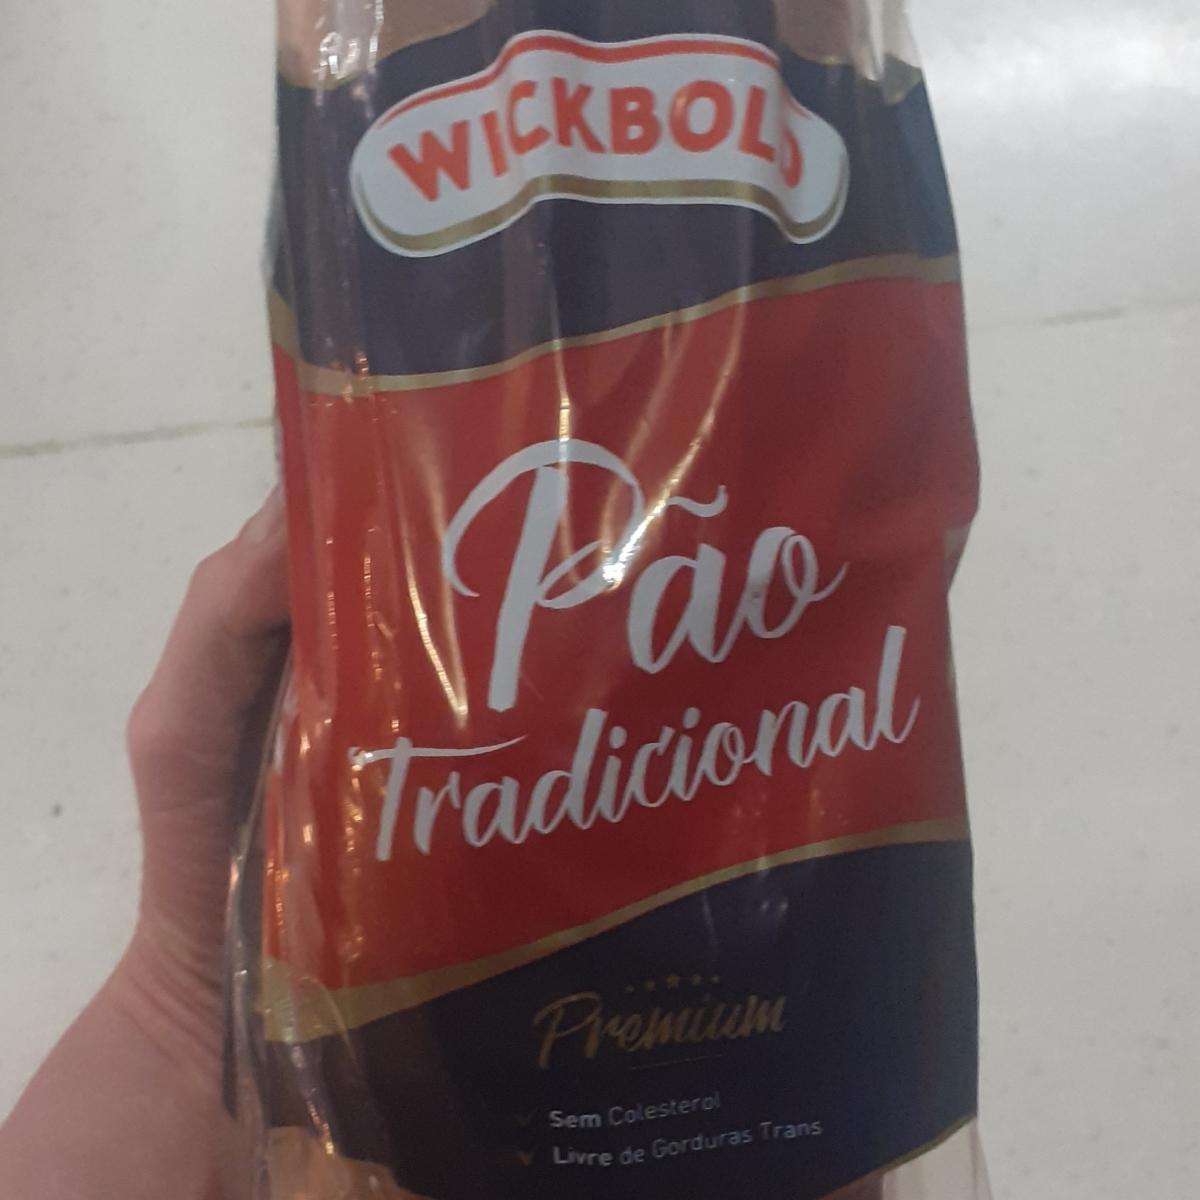 WICKBOLD
Pão
Tradicional
Premium
Sem Colesterol
Livre de Gorduras Trans